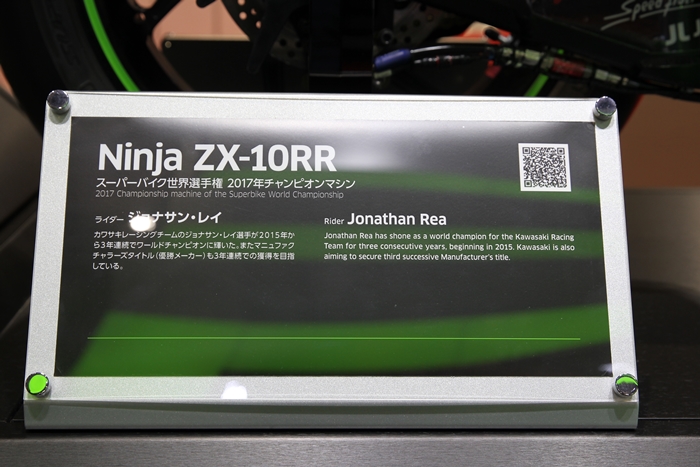 Ninja ZX-10RR
スーパーバイク世界選手権 2017年チャンピオンマシン
2017 Championship machine of the Superbike World Championship
ライダー ジョナサン・レイ
カワサキレーシングチームのジョナサン・レイ選手が2015年
から3年連続でワールドチャンピオンに輝いた。またマニュファク
チャラーズタイトル(優勝メーカー)も3年連続での獲得を目指
している。
Rider Jonathan Rea
Jonathan Rea has shone as a world champion for the Kawasaki Racing
Team for three consecutive years, beginning in 2015. Kawasaki is also
aiming to secure third successive Manufacturer's title.